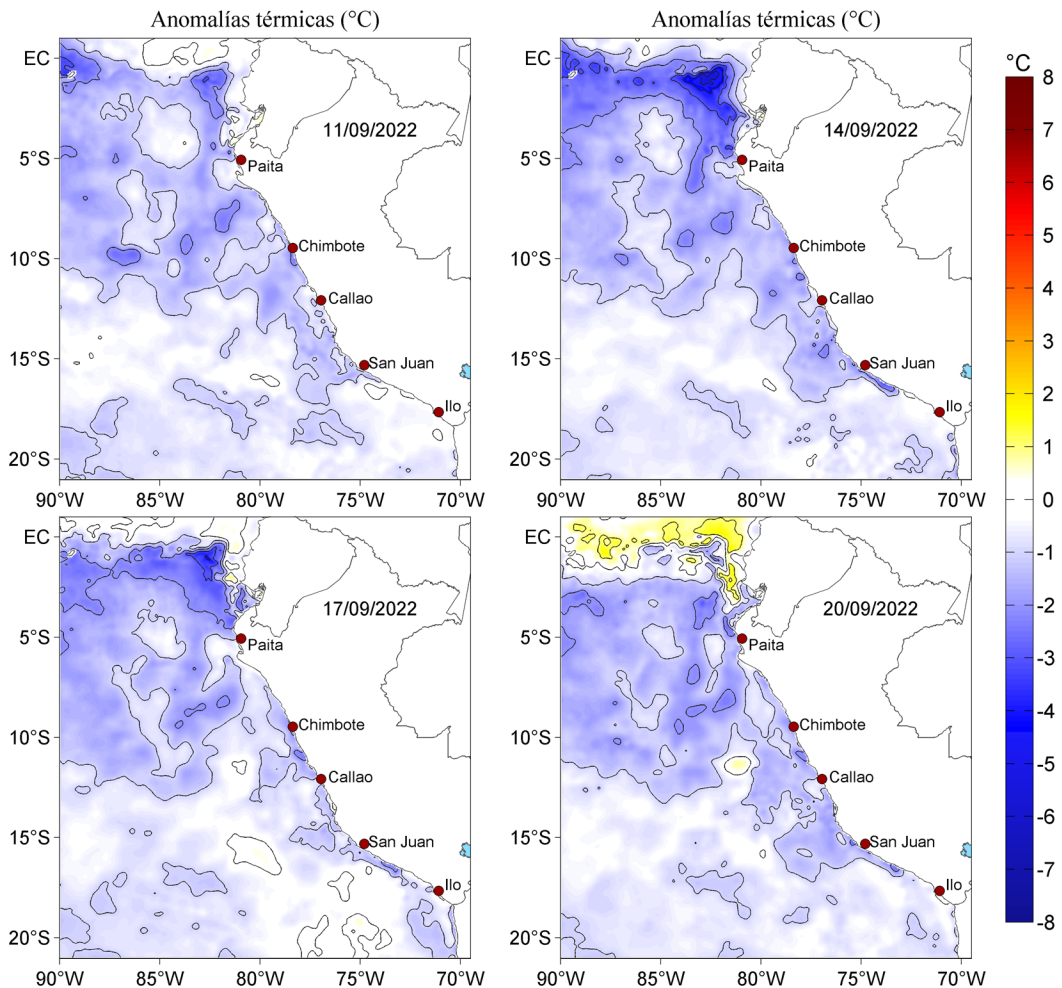 Anomalías térmicas (°C)
Anomalías térmicas (°C)
°C
EC
5°S
10°S
15°S
20°S
90°W
85°W
80°W
75°W
70°W
11/09/2022
Paita
Chimbote
Callao
San Juan
Ilo
EC
5°S
10°S
15°S
20°S
90°W
85°W
80°W
75°W
70°W
14/09/2022
Paita
Chimbote
Callao
San Juan
Ilo
EC
5°S
10°S
15°S
20°S
90°W
85°W
80°W
75°W
70°W
17/09/2022
Paita
Chimbote
Callao
San Juan
Ilo
EC
5°S
10°S
15°S
20°S
90°W
85°W
80°W
75°W
70°W
20/09/2022
Paita
Chimbote
Callao
San Juan
Ilo
8
7
6
5
4
3
2
1
0
-1
-2
-3
-4
-5
-6
-7
-8